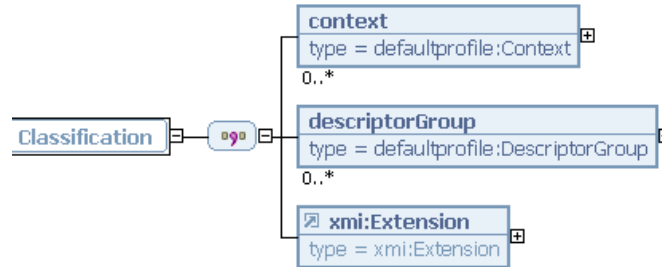 context
type = defaultprofile:Context
0..*
Classification
descriptorGroup
type = defaultprofile:DescriptorGroup
0..*
xmi:Extension
type = xmi:Extension